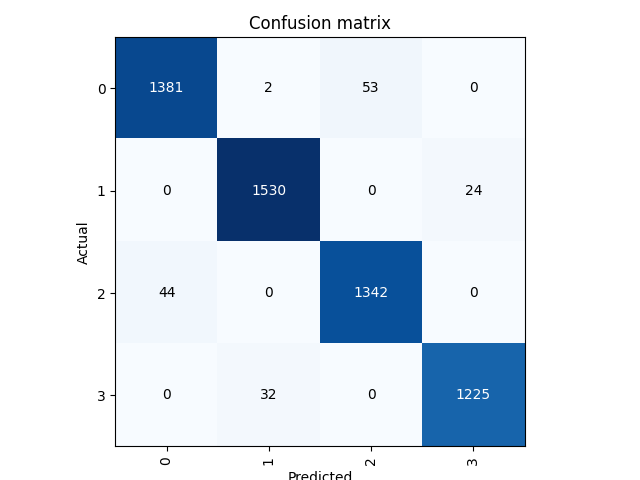 Confusion matrix
0 1381 2 53 0
1 0 1530 0 24
Actual
2 44 0 1342 0
3 0 32 0 1225
0 1 2 3
Predicted